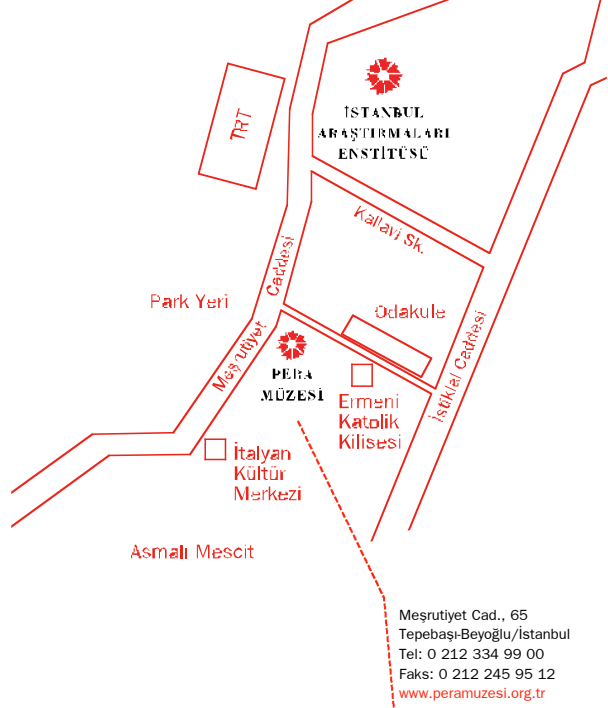 İSTANBUL
ARAŞTIRMALARI
ENSTİTÜSÜ
TRT
Kallavi Sk.
Caddesi
Park Yeri
Odakule
Meşrutiyet
İstiklal Caddesi
PERA
MÜZESİ
Ermeni
Katolik
Kilisesi
İtalyan
Kültür
Merkezi
Asmalı Mescit
Meşrutiyet Cad., 65
Tepebaşı-Beyoğlu/İstanbul
Tel: 0 212 334 99 00
Faks: 0 212 245 95 12
www.peramuzesi.org.tr